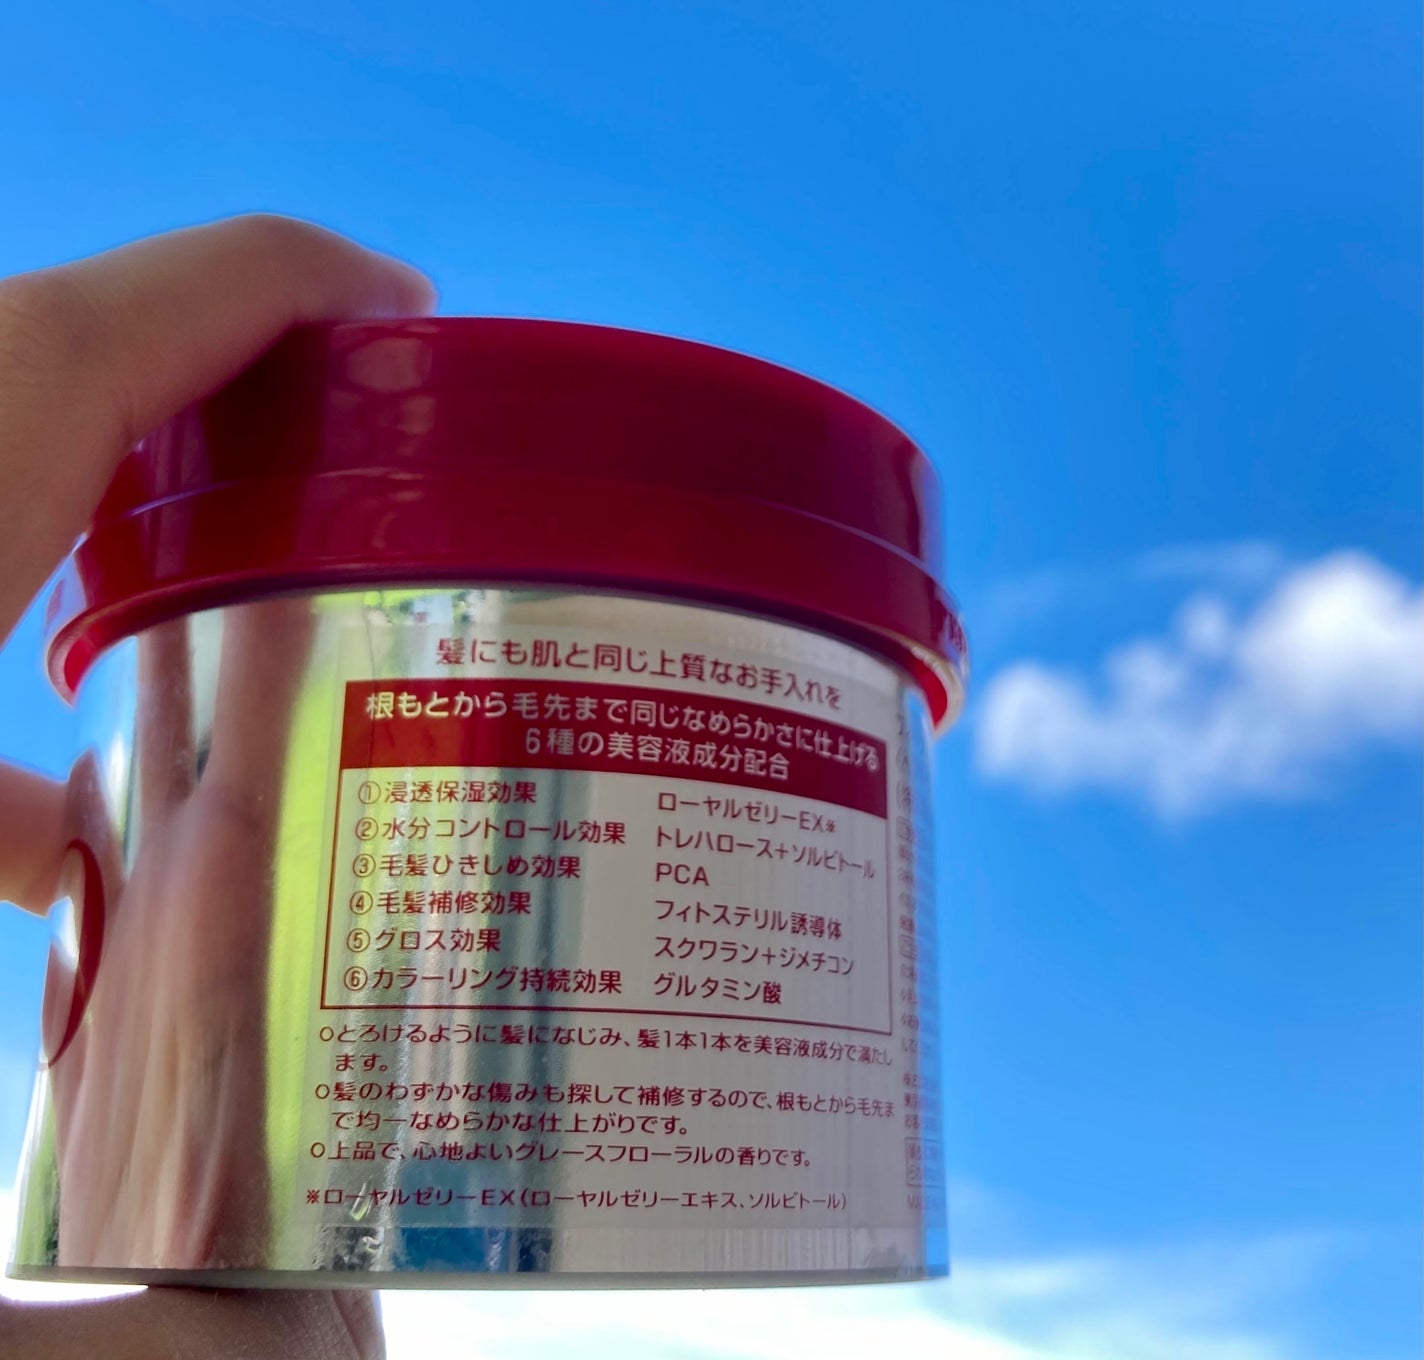 髪にも肌と同じ上質なお手入れを
根もとから毛先まで同じなめらかさに仕上げる
6種の美容液成分配合
①浸透保湿効果 ローヤルゼリーEX※
②水分コントロール効果 トレハロース+ソルビトール
③毛髪ひきしめ効果 PCA
④毛髪補修効果 フィトステリル誘導体
⑤グロス効果 スクワラン+ジメチコン
⑥カラーリング持続効果 グルタミン酸
○とろけるように髪になじみ、髪1本1本を美容液成分で満たし
ます。
○髪のわずかな傷みも探して補修するので、根もとから毛先ま
で均一なめらかな仕上がりです。
○上品で、心地よいグレースフローラルの香りです。
※ローヤルゼリーEX(ローヤルゼリーエキス、ソルビトール)